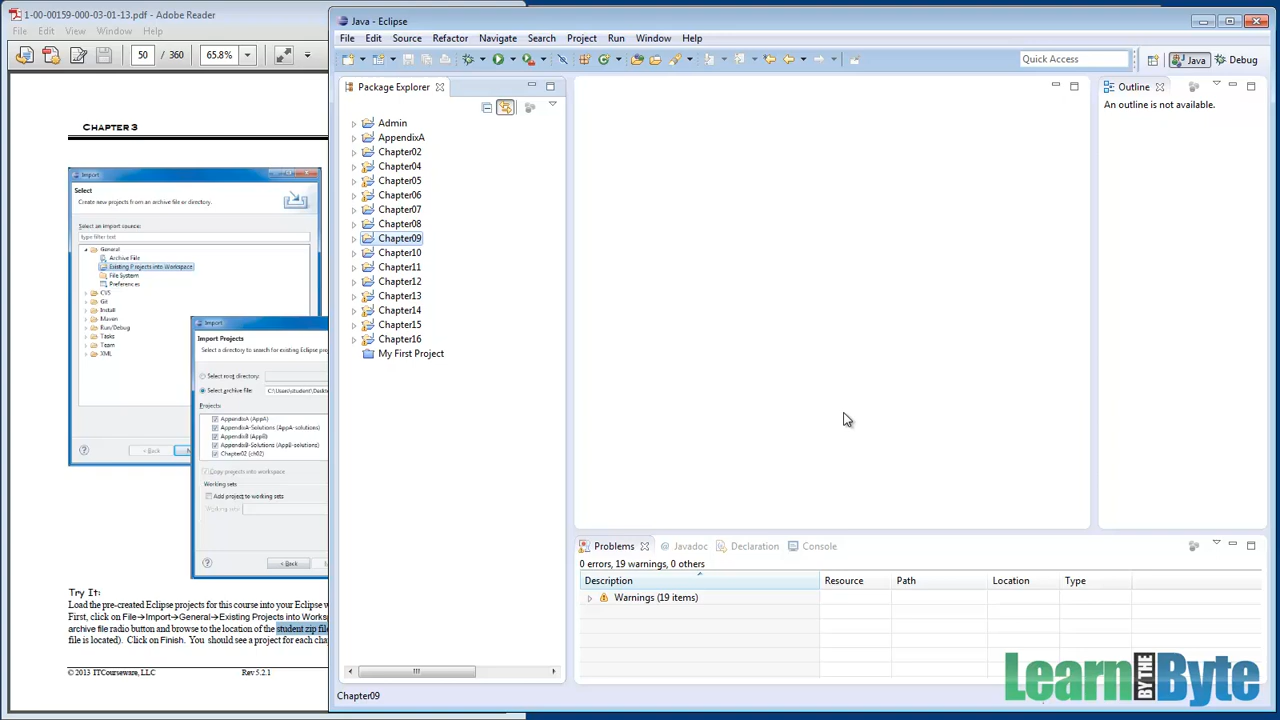 1-00-00159-000-03-01-13.pdf - Adobe Reader
File Edit View Window Help
50 / 360 65.8%
CHAPTER 3
Import
Select
Create new projects from an archive file or directory.
Select an import source:
type filter text
General
Archive File
Existing Projects into Workspace
File System
Preferences
CVS
Git
Install
Maven
Run/Debug
Tasks
Team
XML
< Back
Import
Import Projects
Select a directory to search for existing Eclipse
Select root directory:
Select archive file: C:\Users\student\Deskt
Projects:
AppendixA (AppA)
AppendixA-Solutions (AppA-solutions)
AppendixB (AppB)
AppendixB-Solutions (AppB-solutions)
Chapter02 (ch02)
Copy projects into workspace
Working sets
Add project to working sets
Working sets:
< Back
Try It:
Load the pre-created Eclipse projects for this course into your Eclipse w
First, click on File→Import→General→Existing Projects into Works
archive file radio button and browse to the location of the student zip file
file is located). Click on Finish. You should see a project for each cha
© 2013 ITCourseware, LLC Rev 5.2.1
Java - Eclipse
File Edit Source Refactor Navigate Search Project Run Window Help
Quick Access
Java Debug
Package Explorer
Admin
AppendixA
Chapter02
Chapter04
Chapter05
Chapter06
Chapter07
Chapter08
Chapter09
Chapter10
Chapter11
Chapter12
Chapter13
Chapter14
Chapter15
Chapter16
My First Project
Outline
An outline is not available.
Problems @ Javadoc Declaration Console
0 errors, 19 warnings, 0 others
Description Resource Path Location Type
Warnings (19 items)
Chapter09
Learn BY THE Byte